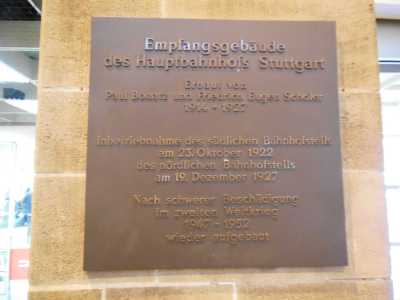 Empfangsgebäude
des Hauptbahnhofs Stuttgart
Erbaut von
Paul Bonatz und Friedrich Eugen Scholer
1914 - 1927
Inbetriebnahme des südlichen Bahnhofsteils
am 23. Oktober 1922
des nördlichen Bahnhofsteils
am 19. Dezember 1927
Nach schwerer Beschädigung
im zweiten Weltkrieg
1947 - 1952
wieder aufgebaut